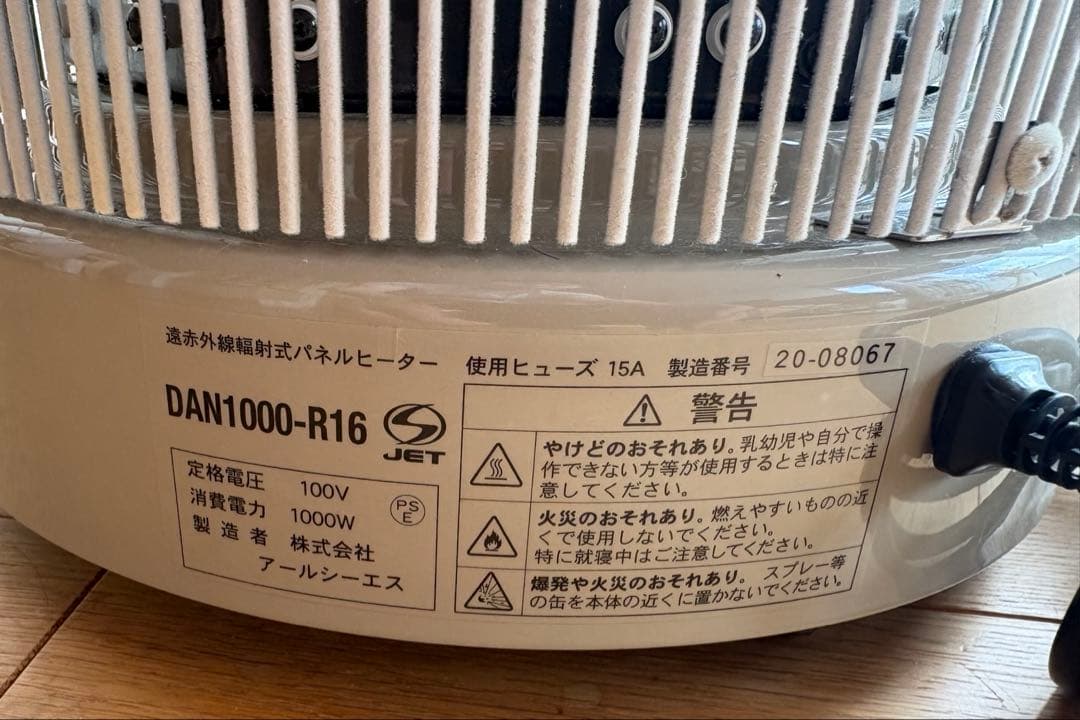 遠赤外線輻射式パネルヒーター
使用ヒューズ 15A 製造番号 20-08067
DAN1000-R16
JET
定格電圧 100V
消費電力 1000W
製造者 株式会社
アールシーエス
PS
E
警告
やけどのおそれあり。乳幼児や自分で操
作できない方等が使用するときは特に注
意してください。
火災のおそれあり。燃えやすいものの近
くで使用しないでください。
特に就寝中はご注意してください。
爆発や火災のおそれあり。 スプレー等
の缶を本体の近くに置かないでください。